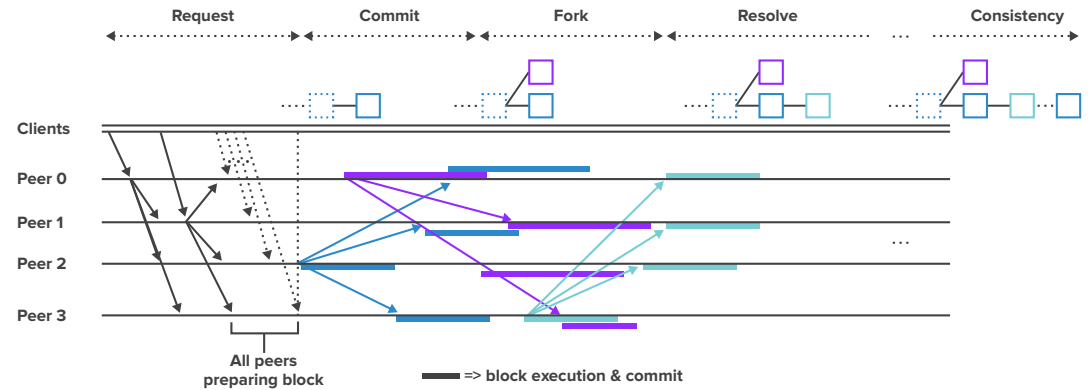 Request Commit Fork Resolve ... Consistency
Clients
Peer 0
Peer 1
Peer 2
...
Peer 3
All peers
preparing block
=> block execution & commit